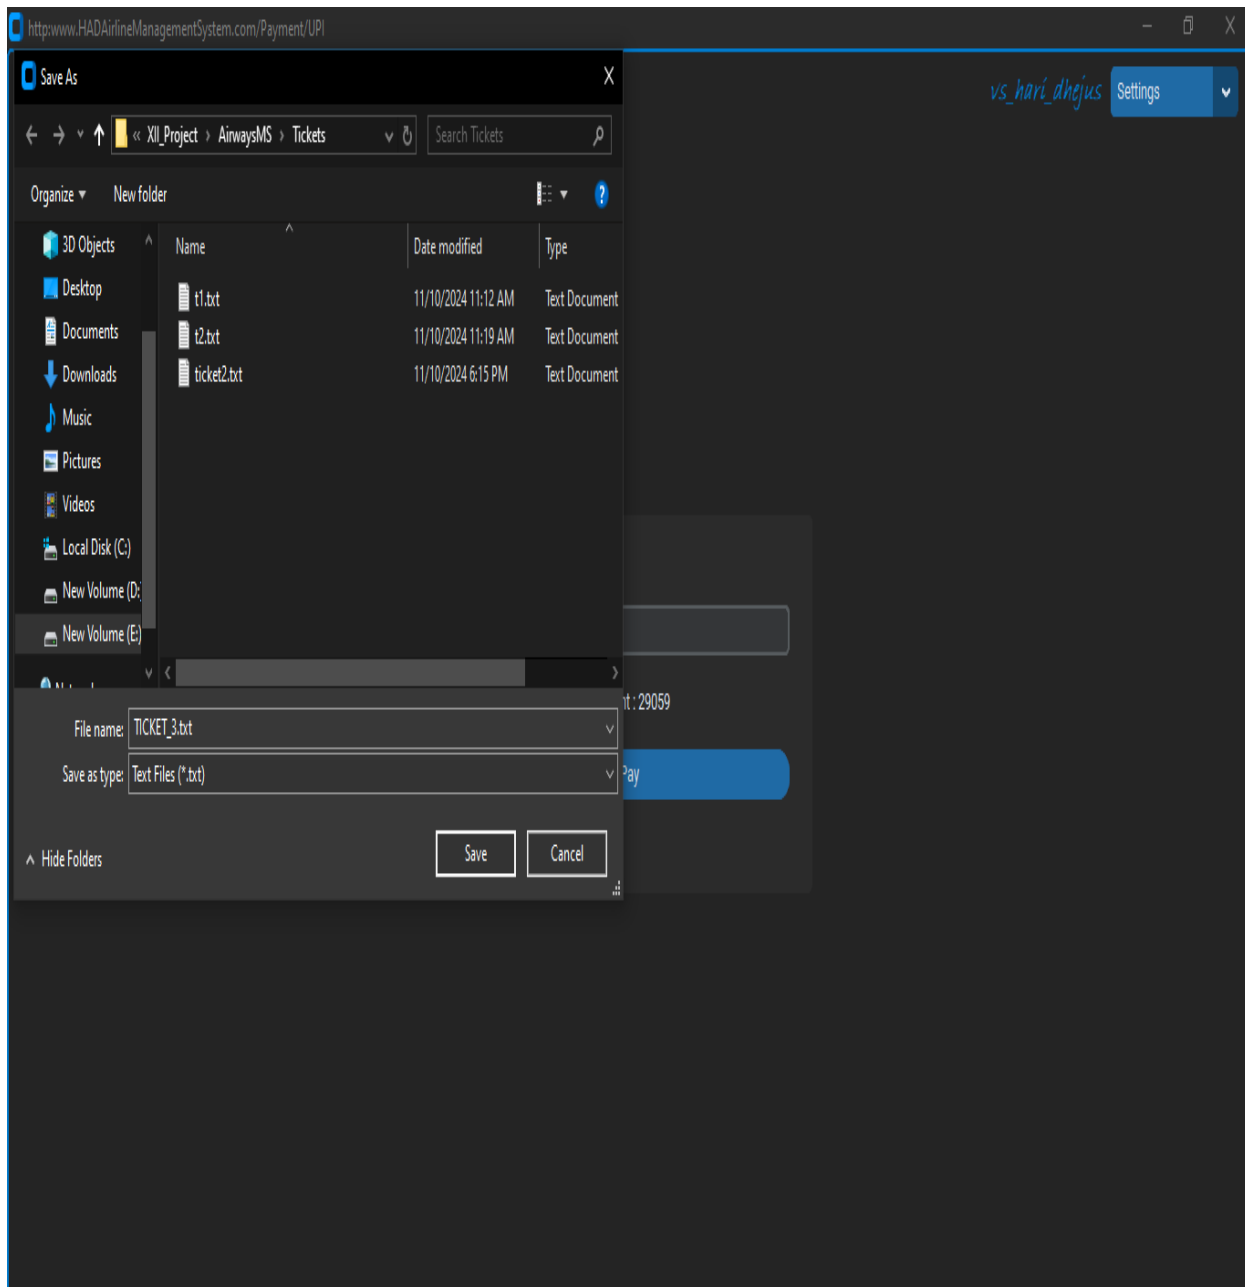 http:www.HADAirlineManagementSystem.com/Payment/UPI
Save As
vs_hari_dhejus
Settings
« XII_Project › AirwaysMS › Tickets
Search Tickets
Organize
New folder
Name
Date modified
Type
3D Objects
Desktop
Documents
Downloads
Music
Pictures
Videos
Local Disk (C:)
New Volume (D:
New Volume (E:)
t1.txt 11/10/2024 11:12 AM Text Document
t2.txt 11/10/2024 11:19 AM Text Document
ticket2.txt 11/10/2024 6:15 PM Text Document
nt : 29059
File name: TICKET_3.txt
Save as type: Text Files (*.txt)
Pay
Hide Folders
Save
Cancel